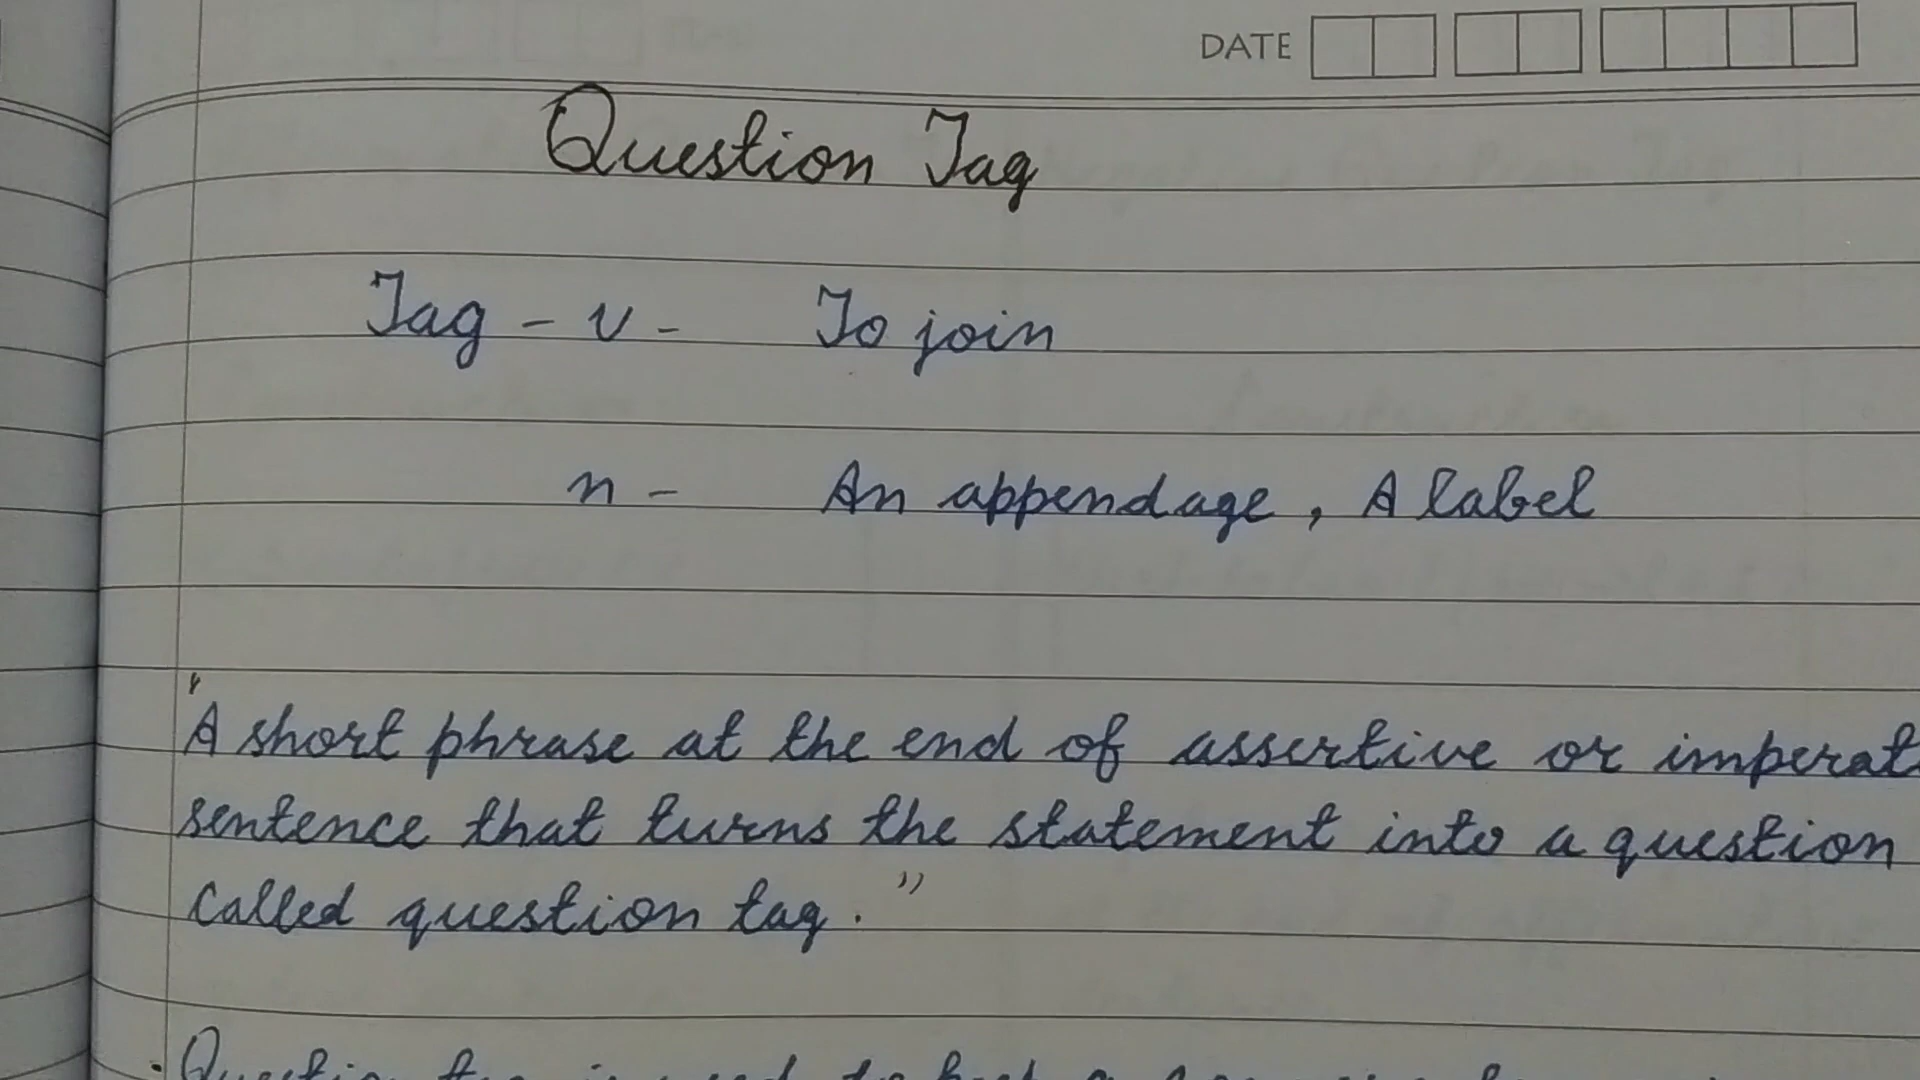 DATE
Question Tag
Tag - v - To join
n - An appendage, A label
"A short phrase at the end of assertive or imperat
sentence that turns the statement into a question
called question tag."